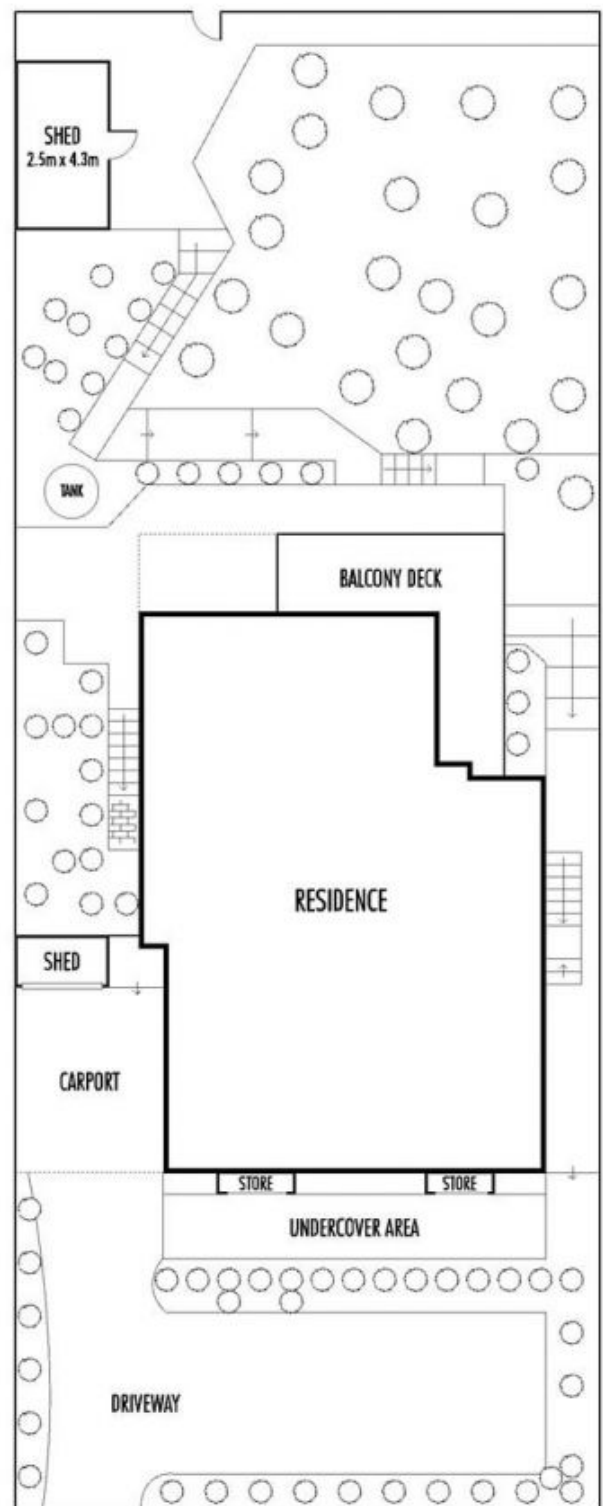 SHED
2.5m x 4.3m
TANK
BALCONY DECK
RESIDENCE
SHED
CARPORT
STORE
STORE
UNDERCOVER AREA
DRIVEWAY